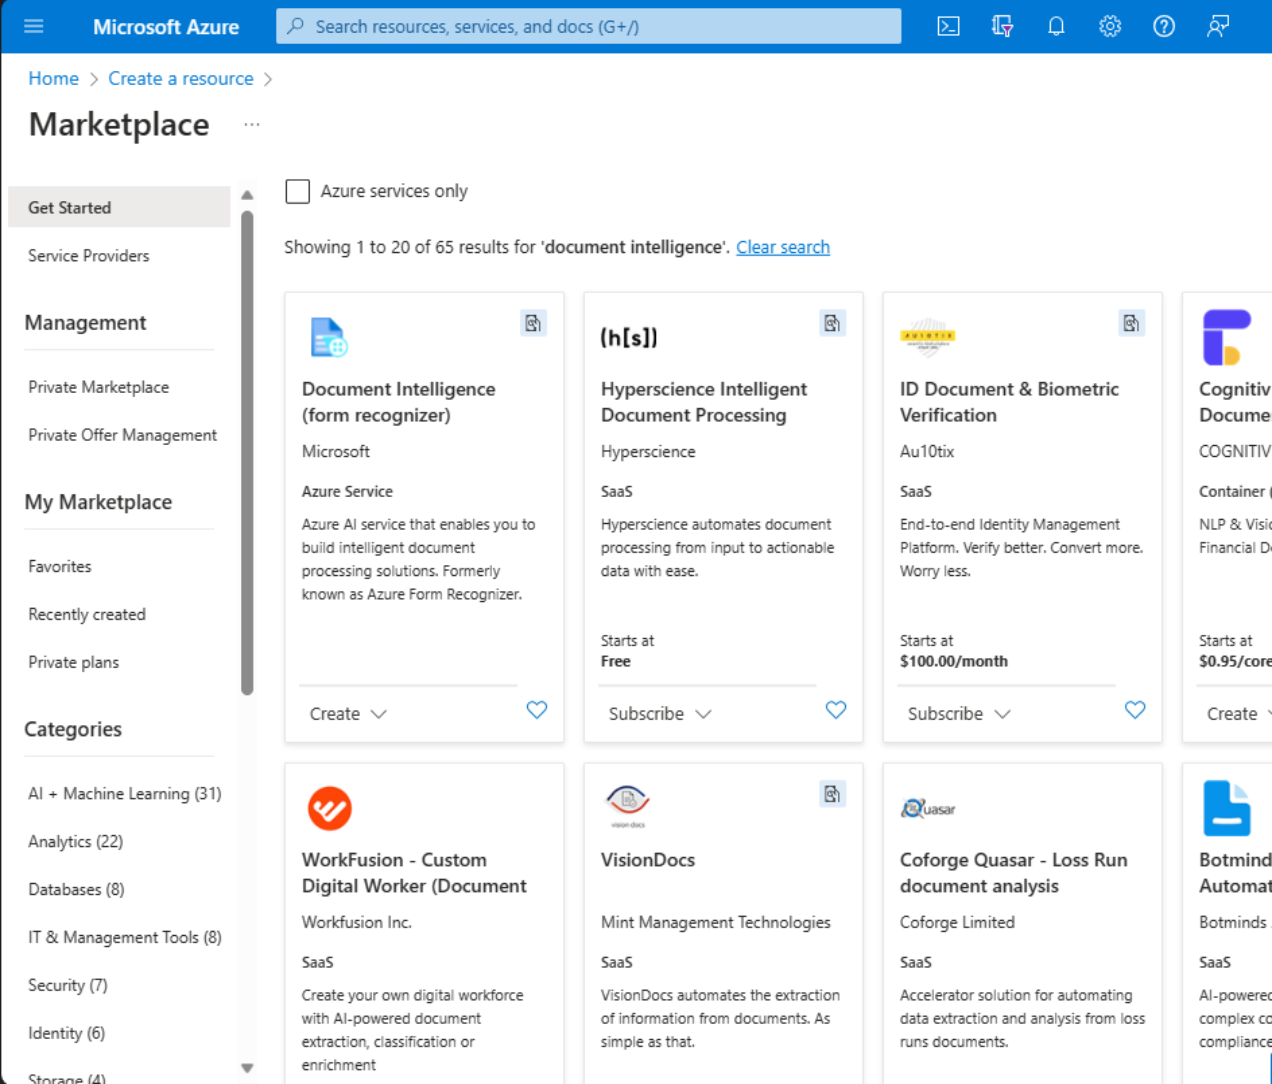 Microsoft Azure
Search resources, services, and docs (G+/)
Home > Create a resource >
Marketplace ...
Get Started
Service Providers
Management
Private Marketplace
Private Offer Management
My Marketplace
Favorites
Recently created
Private plans
Categories
AI + Machine Learning (31)
Analytics (22)
Databases (8)
IT & Management Tools (8)
Security (7)
Identity (6)
Storage (4)
Azure services only
Showing 1 to 20 of 65 results for 'document intelligence'. Clear search
Document Intelligence
(form recognizer)
Microsoft
Azure Service
Azure AI service that enables you to
build intelligent document
processing solutions. Formerly
known as Azure Form Recognizer.
Create
(h[s])
Hyperscience Intelligent
Document Processing
Hyperscience
SaaS
Hyperscience automates document
processing from input to actionable
data with ease.
Starts at
Free
Subscribe
AU10TIX
ID Document & Biometric
Verification
Au10tix
SaaS
End-to-end Identity Management
Platform. Verify better. Convert more.
Worry less.
Starts at
$100.00/month
Subscribe
Cognitiv
Docume
COGNITIV
Container (
NLP & Visio
Financial D
Starts at
$0.95/core
Create
WorkFusion - Custom
Digital Worker (Document
Workfusion Inc.
SaaS
Create your own digital workforce
with AI-powered document
extraction, classification or
enrichment
vision docs
VisionDocs
Mint Management Technologies
SaaS
VisionDocs automates the extraction
of information from documents. As
simple as that.
Quasar
Coforge Quasar - Loss Run
document analysis
Coforge Limited
SaaS
Accelerator solution for automating
data extraction and analysis from loss
runs documents.
Botmind
Automat
Botminds
SaaS
AI-powered
complex co
compliance